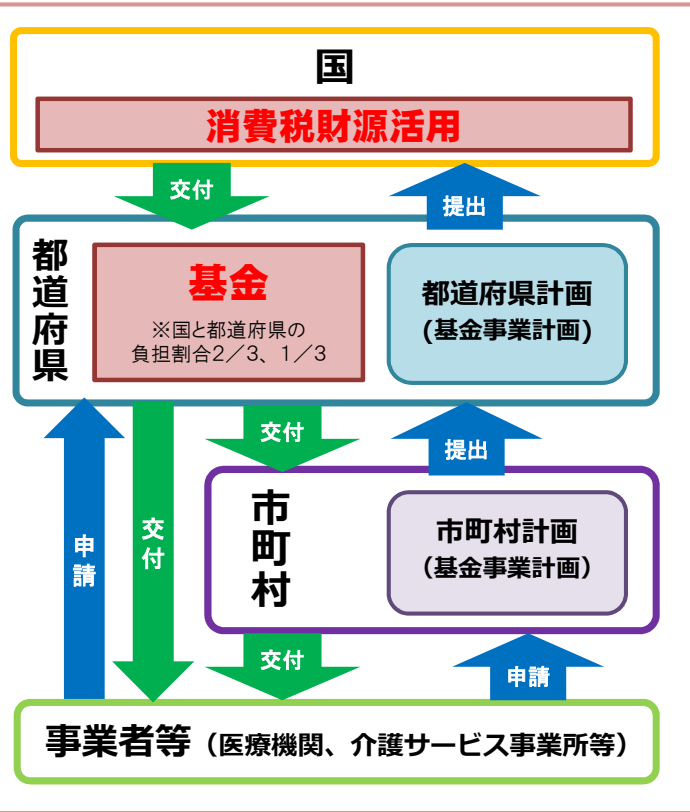 国
消費税財源活用
交付
提出
都道府県
基金
※国と都道府県の
負担割合2／3、1／3
都道府県計画
(基金事業計画)
申請
交付
交付
提出
市町村
市町村計画
（基金事業計画）
交付
申請
事業者等（医療機関、介護サービス事業所等）